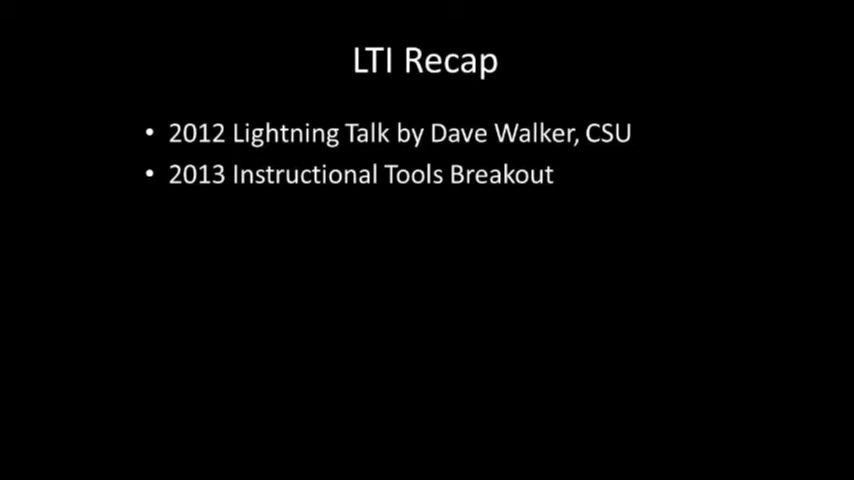 LTI Recap
• 2012 Lightning Talk by Dave Walker, CSU
• 2013 Instructional Tools Breakout